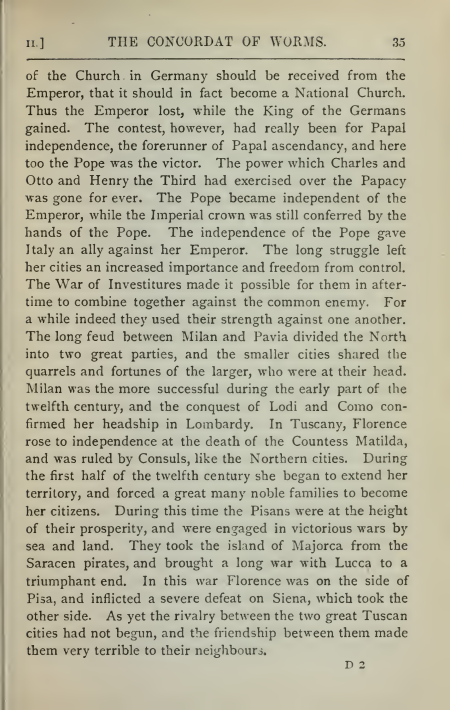 II.] THE CONCORDAT OF WORMS. 35
of the Church in Germany should be received from the
Emperor, that it should in fact become a National Church.
Thus the Emperor lost, while the King of the Germans
gained. The contest, however, had really been for Papal
independence, the forerunner of Papal ascendancy, and here
too the Pope was the victor. The power which Charles and
Otto and Henry the Third had exercised over the Papacy
was gone for ever. The Pope became independent of the
Emperor, while the Imperial crown was still conferred by the
hands of the Pope. The independence of the Pope gave
Italy an ally against her Emperor. The long struggle left
her cities an increased importance and freedom from control.
The War of Investitures made it possible for them in after-
time to combine together against the common enemy. For
a while indeed they used their strength against one another.
The long feud between Milan and Pavia divided the North
into two great parties, and the smaller cities shared the
quarrels and fortunes of the larger, who were at their head.
Milan was the more successful during the early part of the
twelfth century, and the conquest of Lodi and Como con-
firmed her headship in Lombardy. In Tuscany, Florence
rose to independence at the death of the Countess Matilda,
and was ruled by Consuls, like the Northern cities. During
the first half of the twelfth century she began to extend her
territory, and forced a great many noble families to become
her citizens. During this time the Pisans were at the height
of their prosperity, and were engaged in victorious wars by
sea and land. They took the island of Majorca from the
Saracen pirates, and brought a long war with Lucca to a
triumphant end. In this war Florence was on the side of
Pisa, and inflicted a severe defeat on Siena, which took the
other side. As yet the rivalry between the two great Tuscan
cities had not begun, and the friendship between them made
them very terrible to their neighbours.
D 2